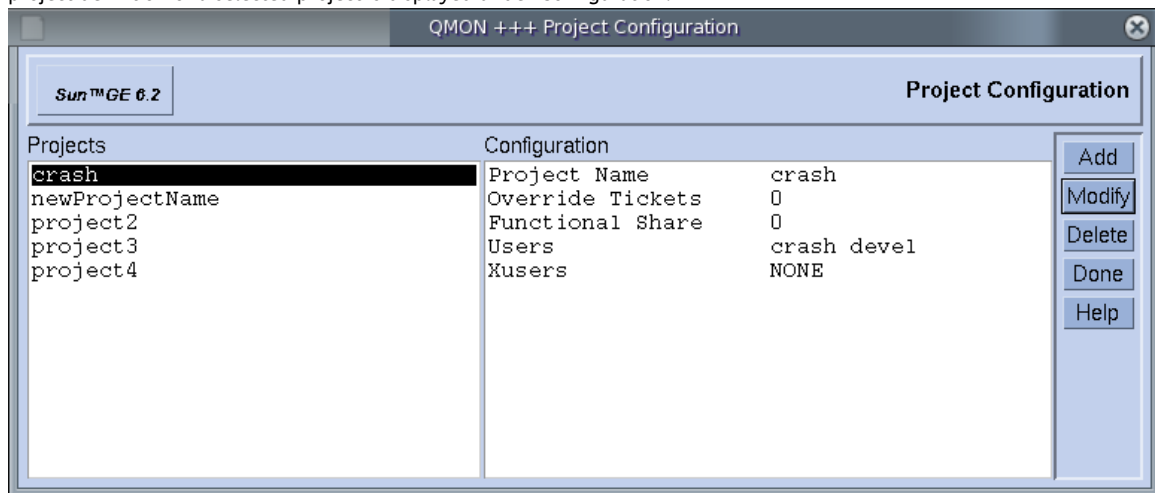 QMON +++ Project Configuration
Sun™GE 6.2
Project Configuration
Projects
crash
newProjectName
project2
project3
project4
Configuration
Project Name crash
Override Tickets 0
Functional Share 0
Users crash devel
Xusers NONE
Add
Modify
Delete
Done
Help